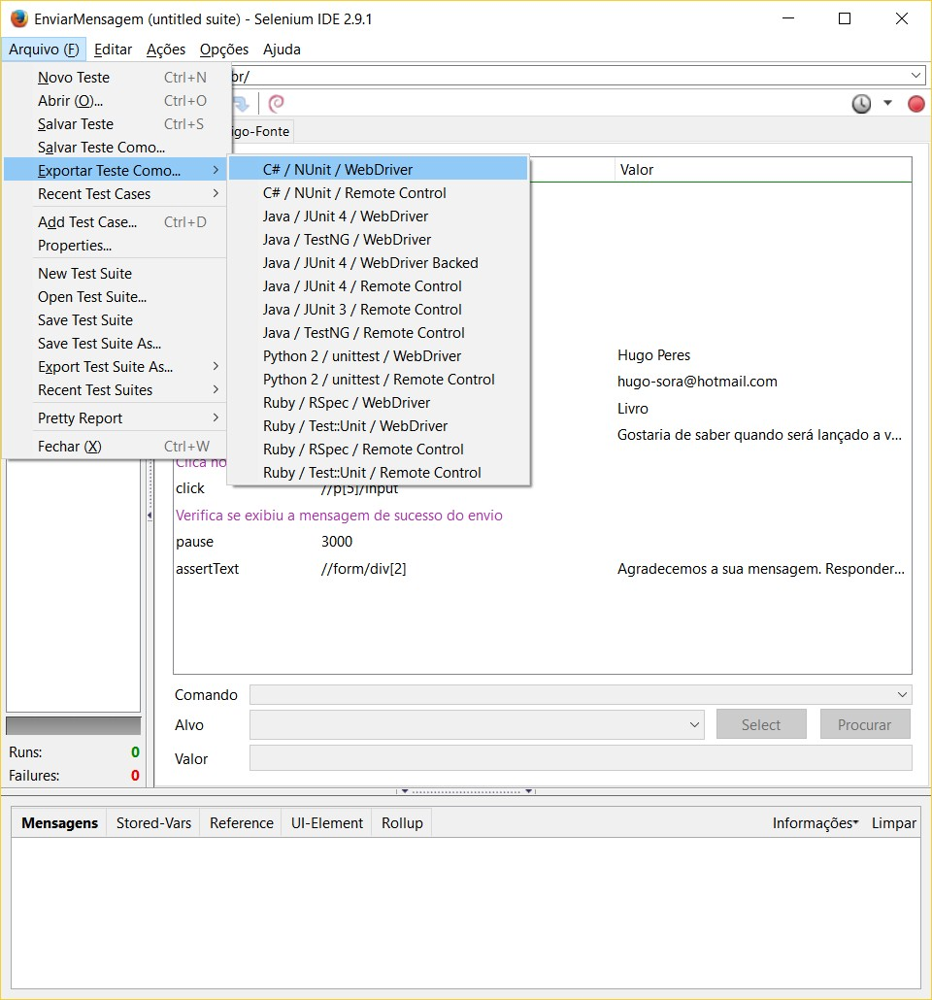 EnviarMensagem (untitled suite) - Selenium IDE 2.9.1
Arquivo (F) Editar Ações Opções Ajuda
Novo Teste Ctrl+N
br/
Abrir (O)... Ctrl+O
Salvar Teste Ctrl+S
igo-Fonte
Salvar Teste Como...
Exportar Teste Como...
Recent Test Cases
Add Test Case... Ctrl+D
Properties...
New Test Suite
Open Test Suite...
Save Test Suite
Save Test Suite As...
Export Test Suite As...
Recent Test Suites
Pretty Report
Fechar (X) Ctrl+W
C# / NUnit / WebDriver
C# / NUnit / Remote Control
Java / JUnit 4 / WebDriver
Java / TestNG / WebDriver
Java / JUnit 4 / WebDriver Backed
Java / JUnit 4 / Remote Control
Java / JUnit 3 / Remote Control
Java / TestNG / Remote Control
Python 2 / unittest / WebDriver
Python 2 / unittest / Remote Control
Ruby / RSpec / WebDriver
Ruby / Test::Unit / WebDriver
Ruby / RSpec / Remote Control
Ruby / Test::Unit / Remote Control
Valor
Hugo Peres
hugo-sora@hotmail.com
Livro
Gostaria de saber quando será lançado a v...
Clica no
click //p[5]/input
Verifica se exibiu a mensagem de sucesso do envio
pause 3000
assertText //form/div[2] Agradecemos a sua mensagem. Responder...
Comando
Alvo Select Procurar
Valor
Runs: 0
Failures: 0
Mensagens Stored-Vars Reference UI-Element Rollup Informações Limpar